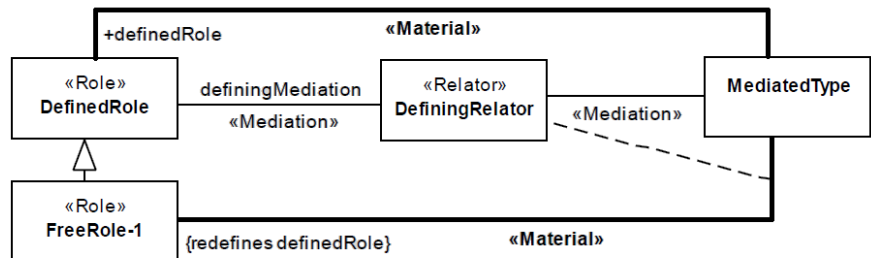 +definedRole
«Material»
«Role»
DefinedRole
definingMediation
«Mediation»
«Relator»
DefiningRelator
«Mediation»
MediatedType
«Role»
FreeRole-1
{redefines definedRole}
«Material»